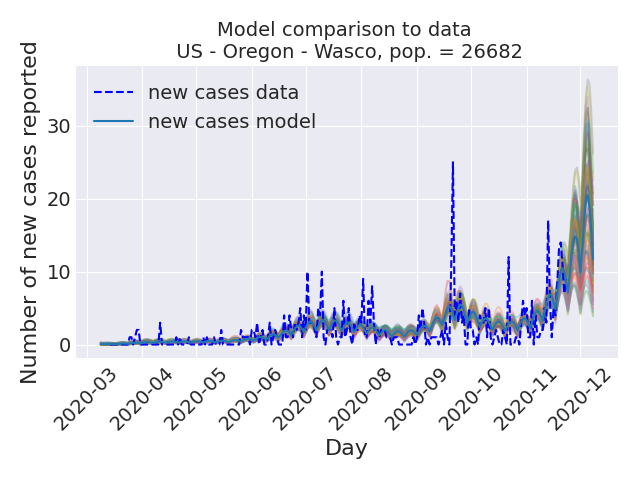 Model comparison to data
US - Oregon - Wasco, pop. = 26682
new cases data
new cases model
Number of new cases reported
30
20
10
0
2020-03
2020-04
2020-05
2020-06
2020-07
2020-08
2020-09
2020-10
2020-11
2020-12
Day